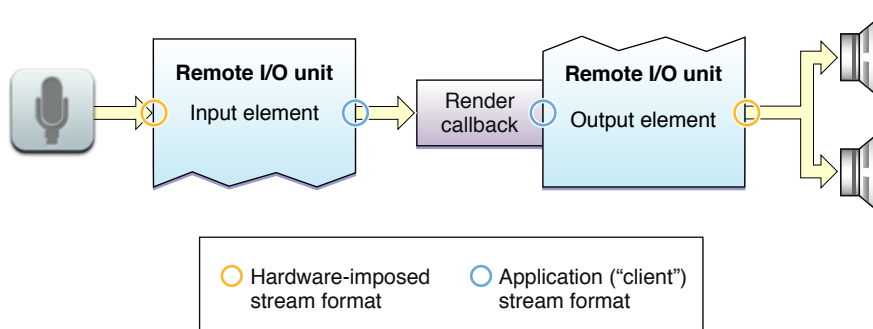 Remote I/O unit
Input element
Render
callback
Remote I/O unit
Output element
Hardware-imposed
stream format
Application (“client”)
stream format